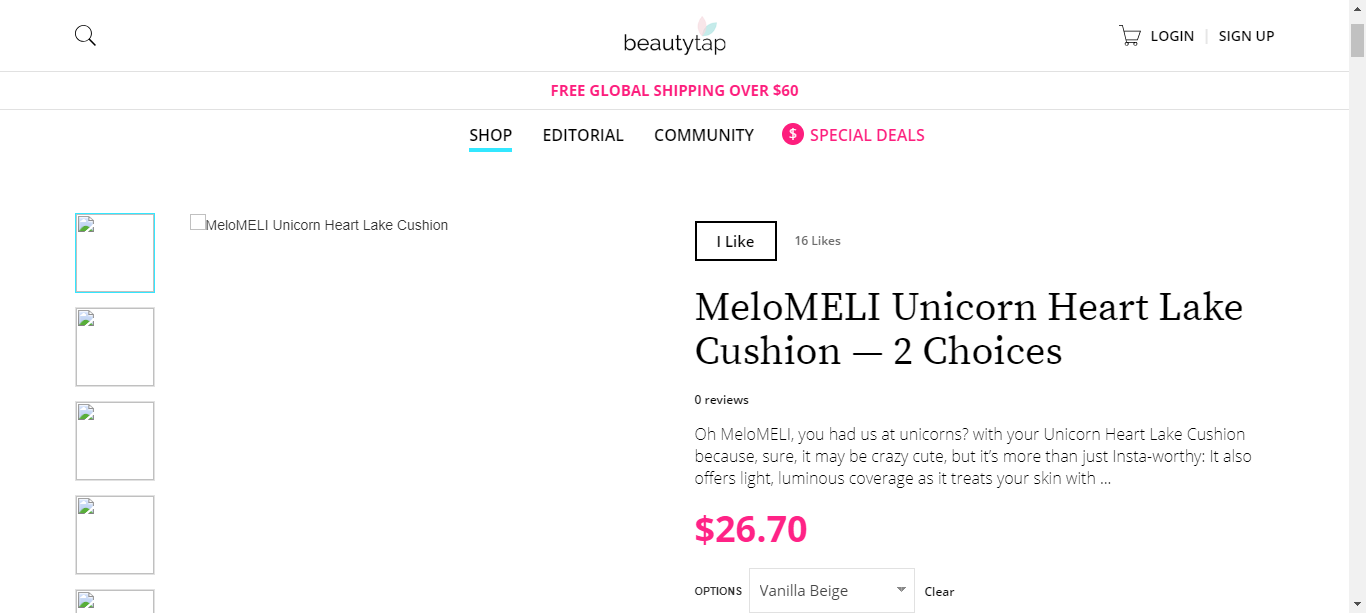 beautytap
LOGIN
SIGN UP
FREE GLOBAL SHIPPING OVER $60
SHOP
EDITORIAL
COMMUNITY
$ SPECIAL DEALS
MeloMELI Unicorn Heart Lake Cushion
I Like
16 Likes
MeloMELI Unicorn Heart Lake
Cushion — 2 Choices
0 reviews
Oh MeloMELI, you had us at unicorns? with your Unicorn Heart Lake Cushion
because, sure, it may be crazy cute, but it’s more than just Insta-worthy: It also
offers light, luminous coverage as it treats your skin with ...
$26.70
OPTIONS
Vanilla Beige
Clear